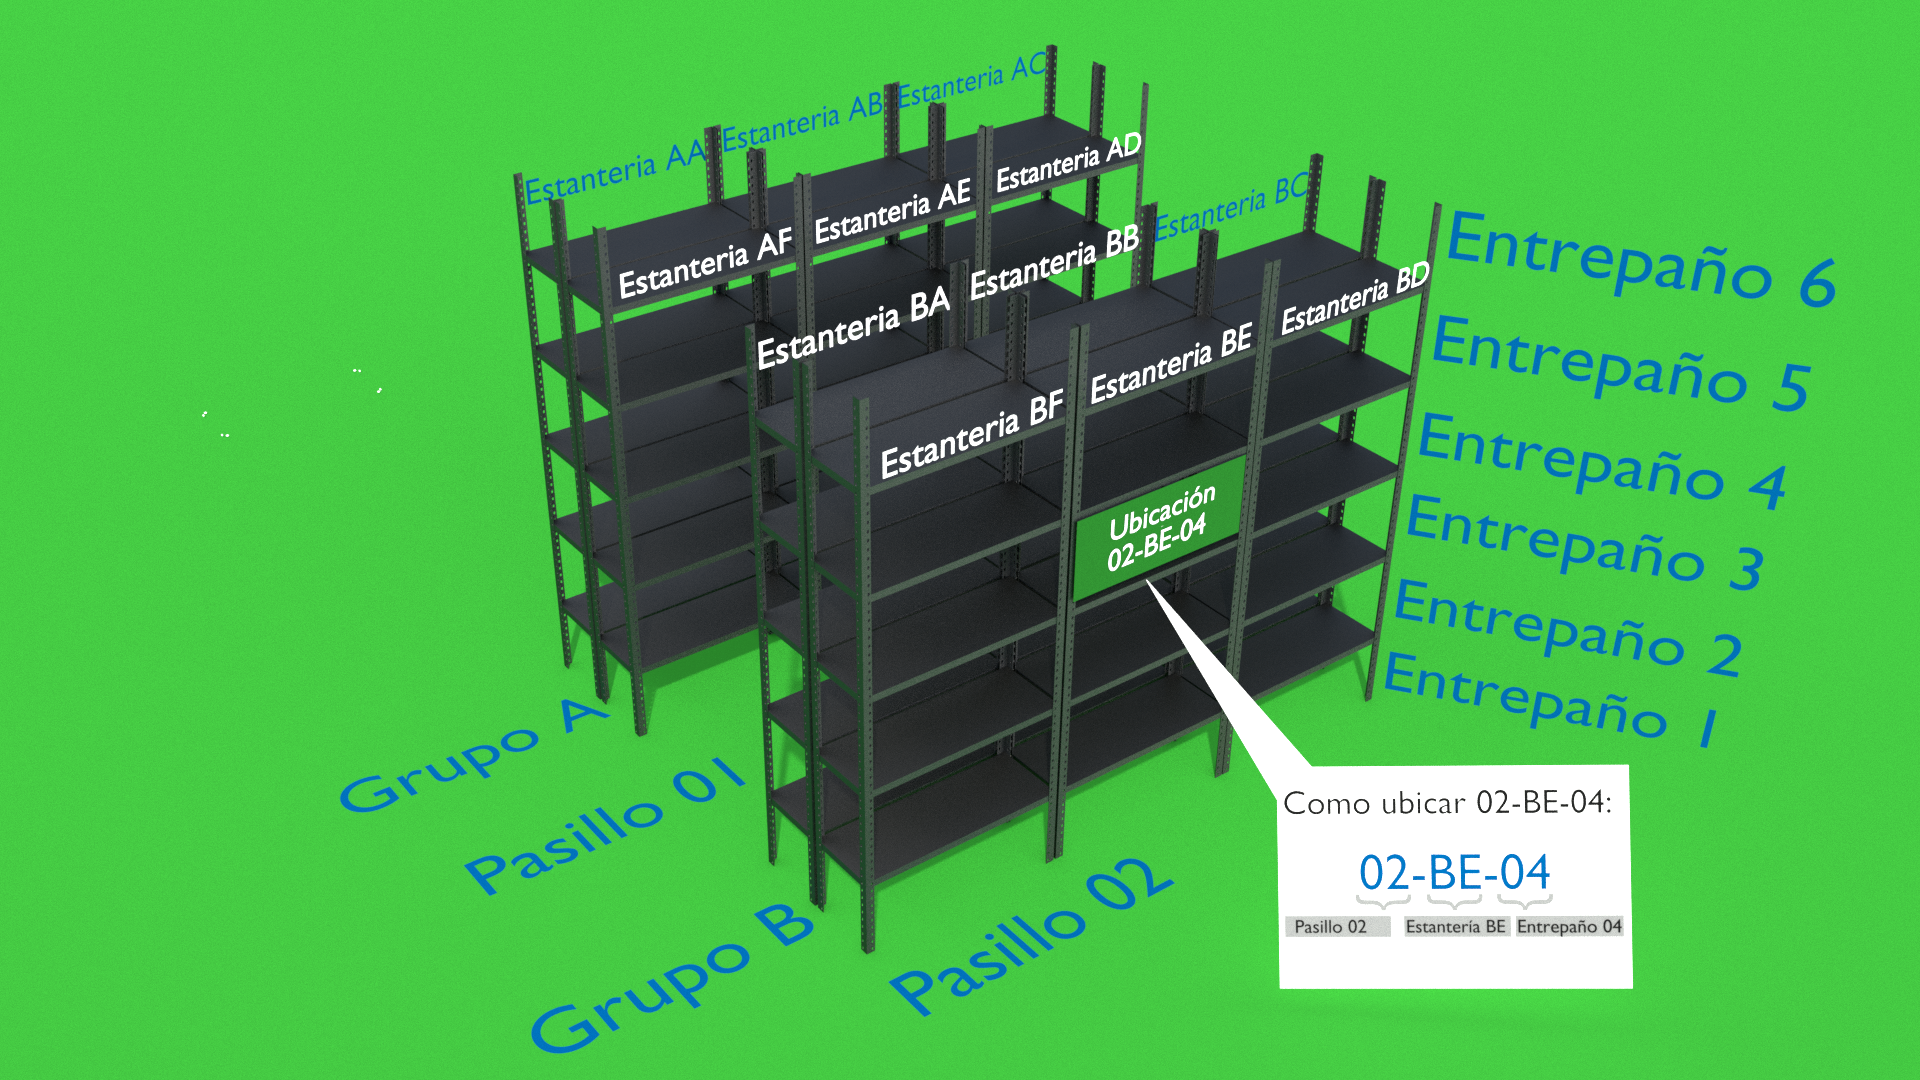 Estanteria AA
Estanteria AB
Estanteria AC
Estanteria AF
Estanteria AE
Estanteria AD
Estanteria BA
Estanteria BB
Estanteria BC
Estanteria BF
Estanteria BE
Estanteria BD
Entrepaño 6
Entrepaño 5
Entrepaño 4
Entrepaño 3
Entrepaño 2
Entrepaño 1
Ubicación
02-BE-04
Grupo A
Pasillo 01
Grupo B
Pasillo 02
Como ubicar 02-BE-04:
02-BE-04
Pasillo 02 Estantería BE Entrepaño 04